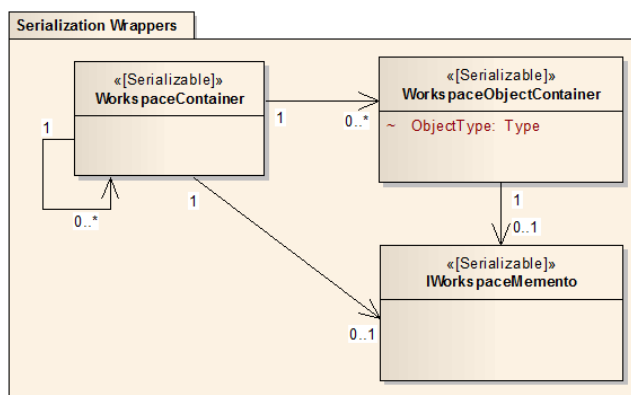 Serialization Wrappers
«[Serializable]»
WorkspaceContainer
«[Serializable]»
WorkspaceObjectContainer
~ ObjectType: Type
1
0..*
1
0..*
1
1
0..1
«[Serializable]»
IWorkspaceMemento
0..1